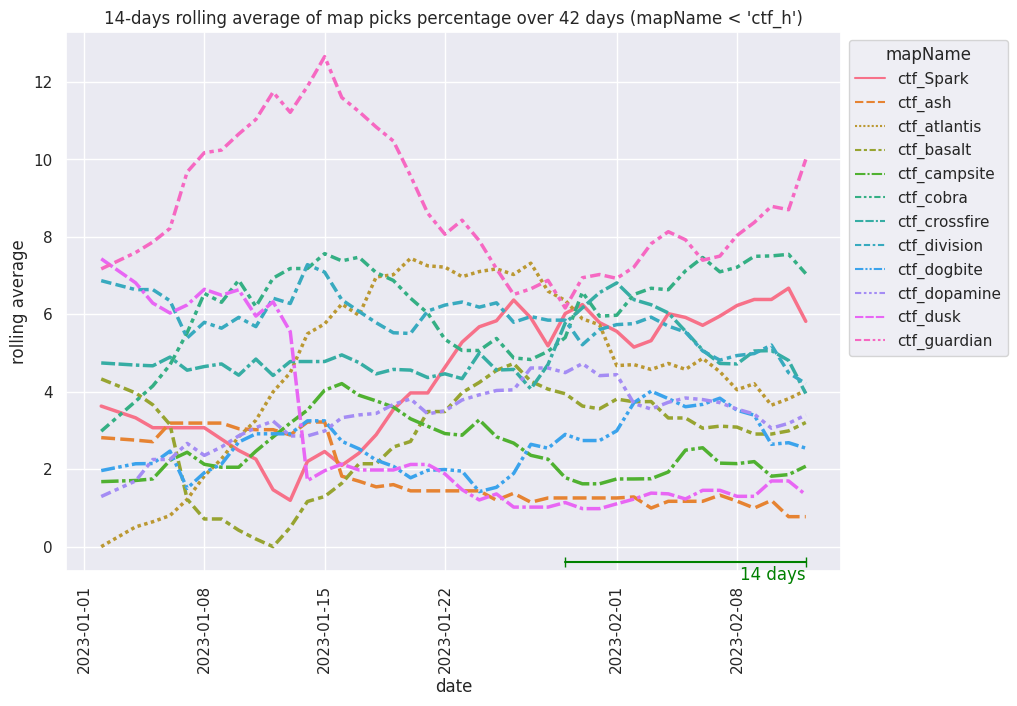 14-days rolling average of map picks percentage over 42 days (mapName < 'ctf_h')
rolling average
12
10
8
6
4
2
0
2023-01-01
2023-01-08
2023-01-15
2023-01-22
2023-02-01
2023-02-08
date
14 days
mapName
ctf_Spark
ctf_ash
ctf_atlantis
ctf_basalt
ctf_campsite
ctf_cobra
ctf_crossfire
ctf_division
ctf_dogbite
ctf_dopamine
ctf_dusk
ctf_guardian